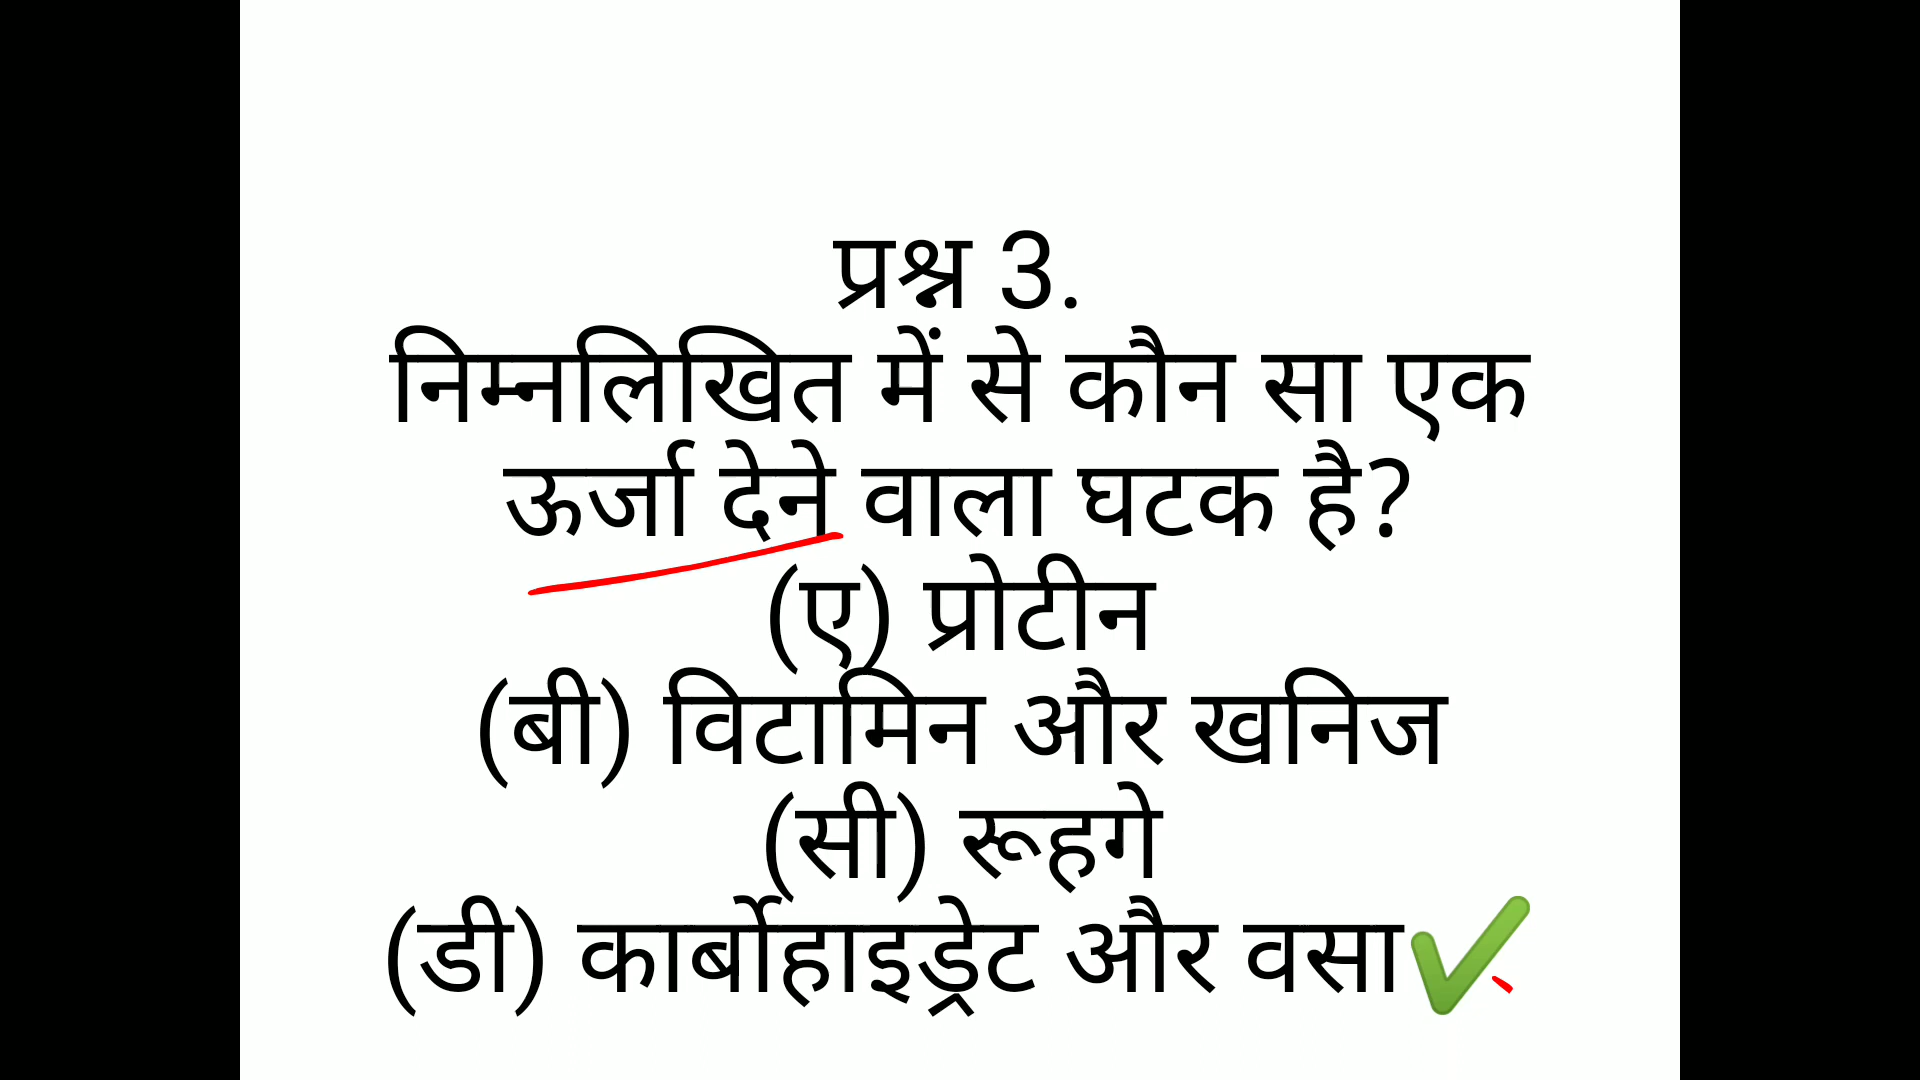 प्रश्न 3.
निम्नलिखित में से कौन सा एक
ऊर्जा देने वाला घटक है?
(ए) प्रोटीन
(बी) विटामिन और खनिज
(सी) रूहगे
(डी) कार्बोहाइड्रेट और वसा✔